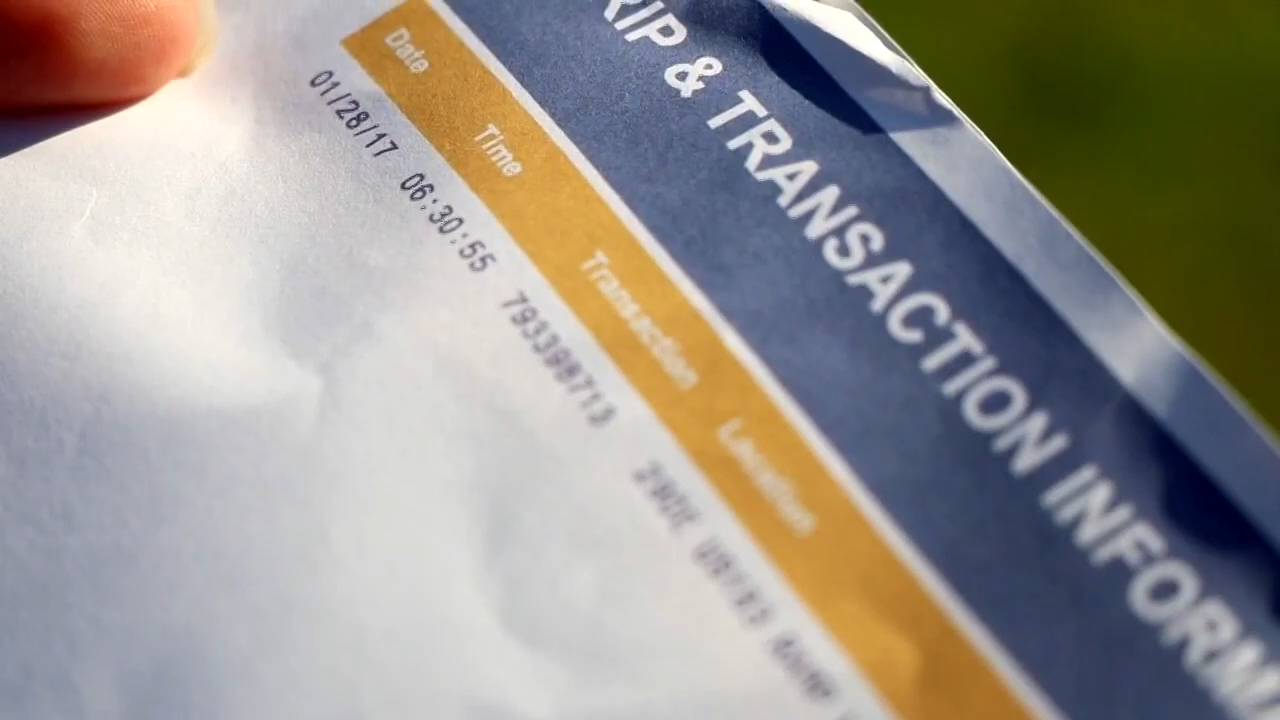 RIP & TRANSACTION INFORM
Date Time Transaction Location
01/28/17 06:30:55 793398713